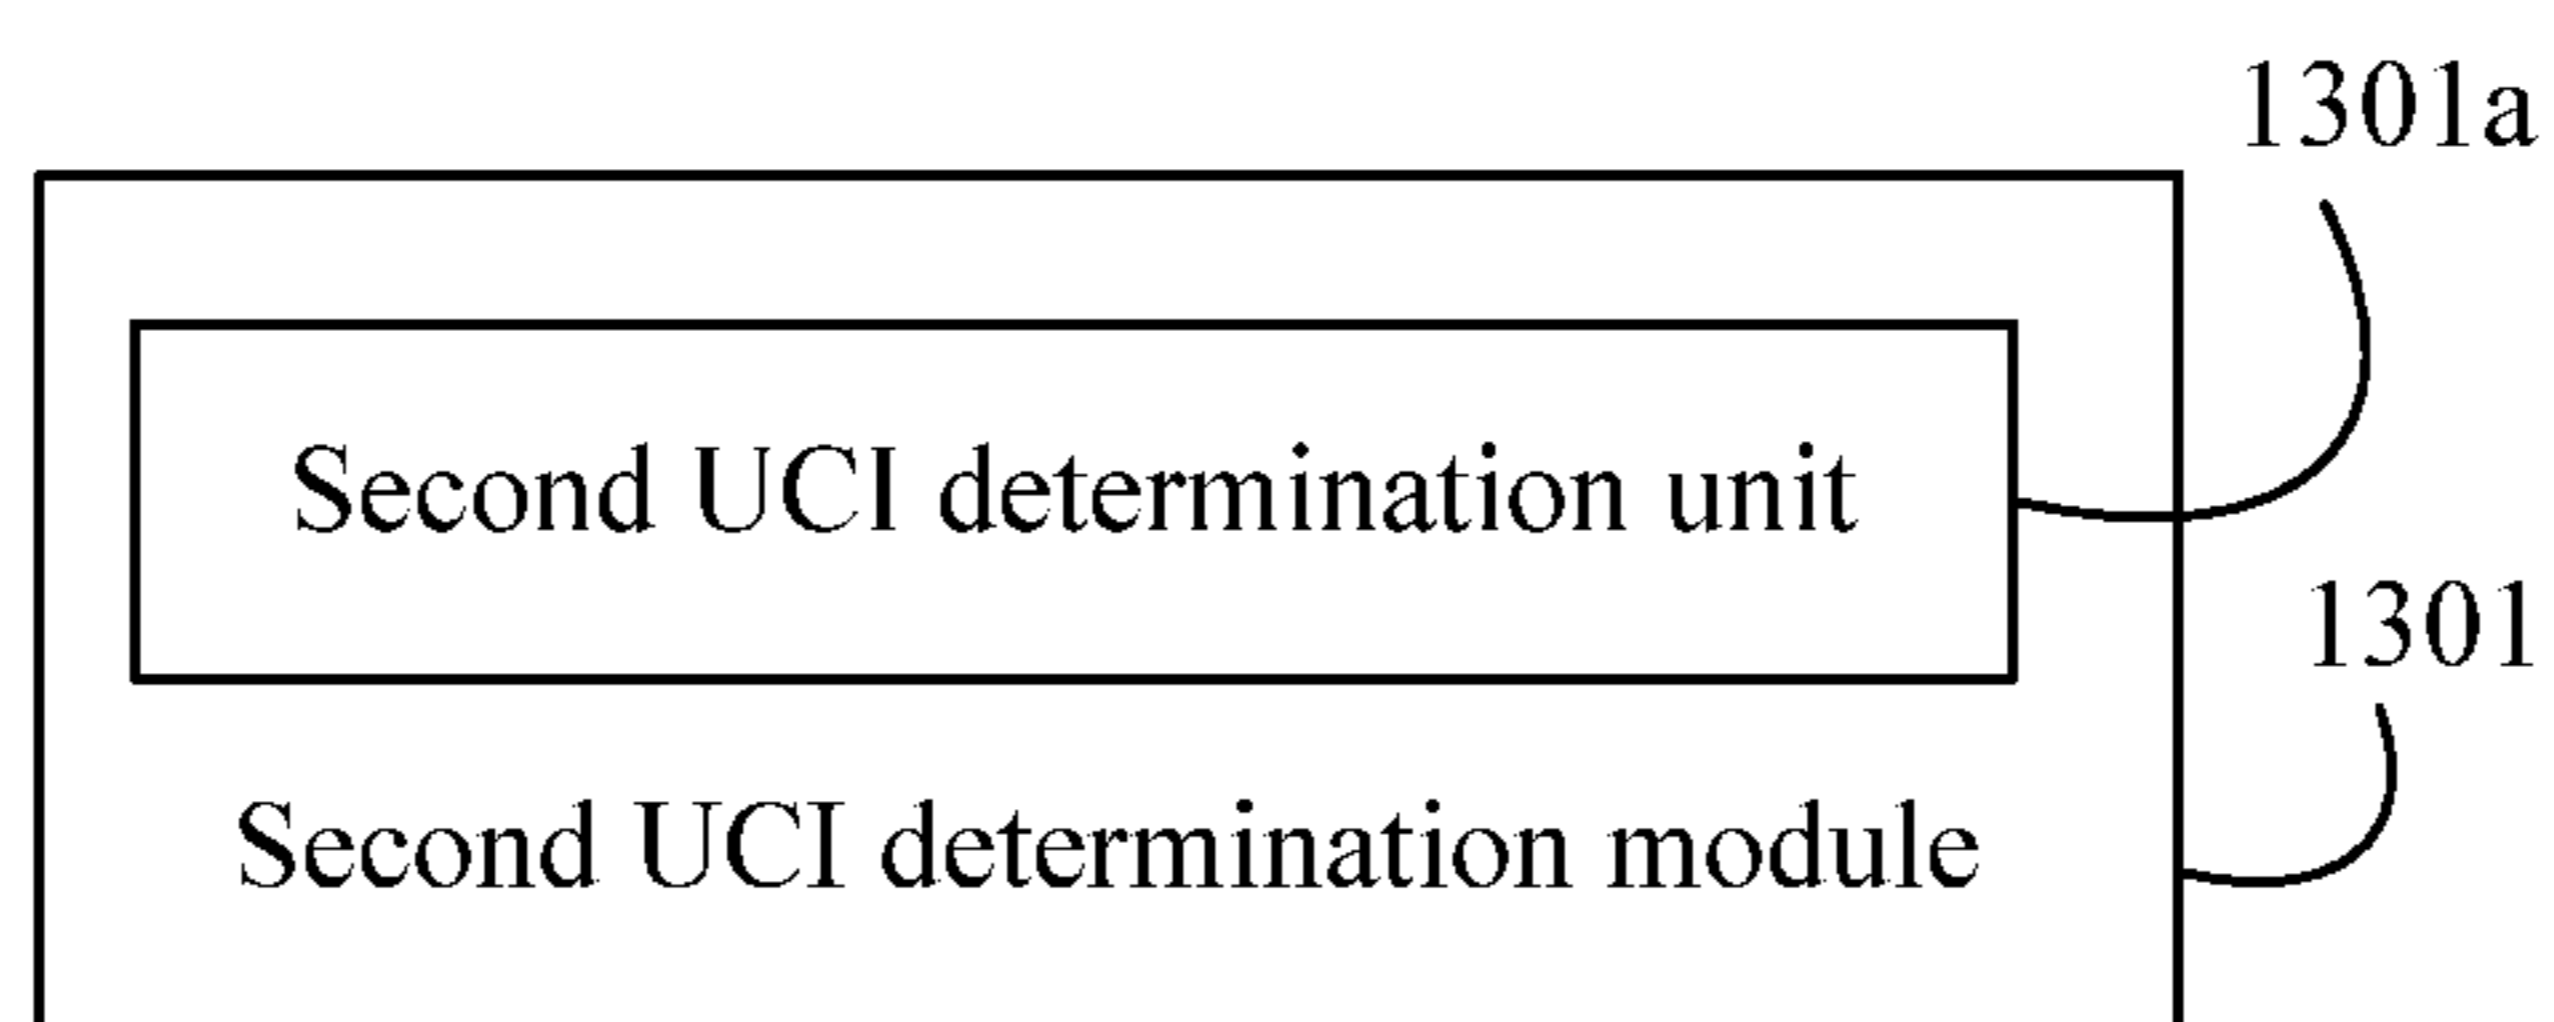 1301a
Second UCI determination unit
1301
Second UCI determination module